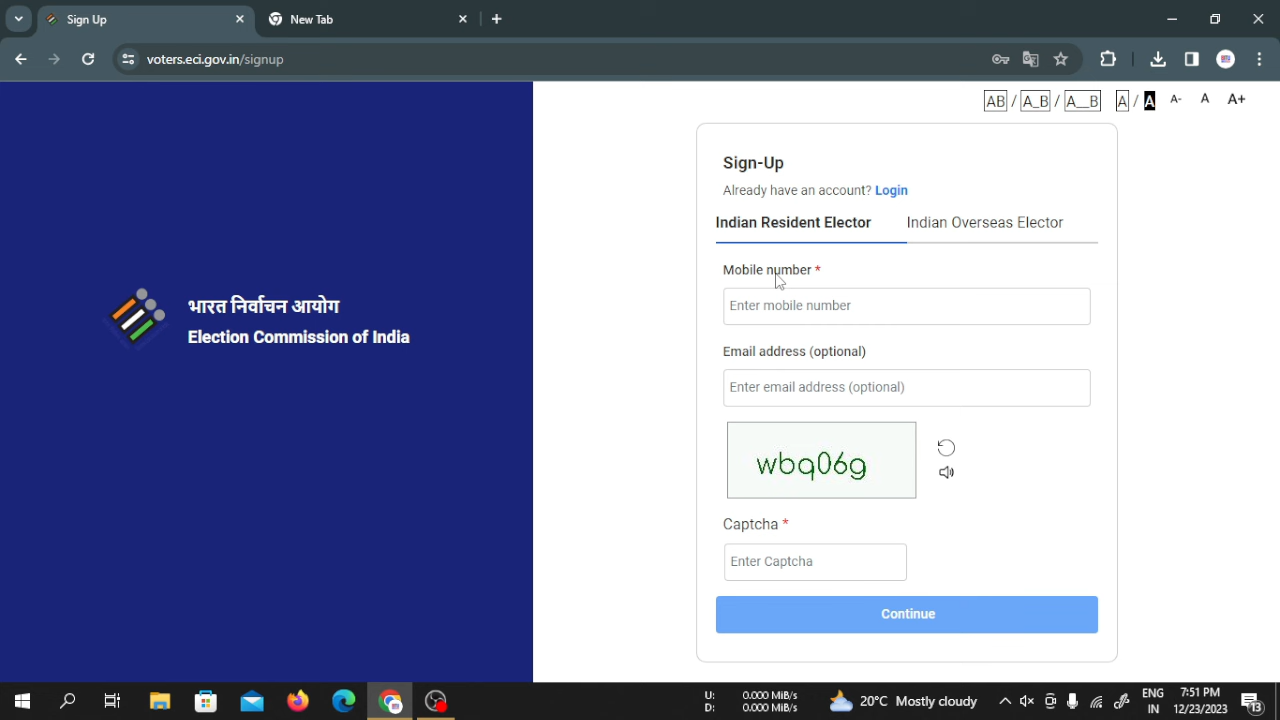 Sign Up
New Tab
voters.eci.gov.in/signup
AB / A_B / A__B A / A A- A A+
Sign-Up
Already have an account? Login
Indian Resident Elector Indian Overseas Elector
Mobile number *
Enter mobile number
Email address (optional)
Enter email address (optional)
wbq06g
Captcha *
Enter Captcha
Continue
भारत निर्वाचन आयोग
Election Commission of India
U: 0.000 MiB/s
D: 0.000 MiB/s
20°C Mostly cloudy
ENG
IN
7:51 PM
12/23/2023
13